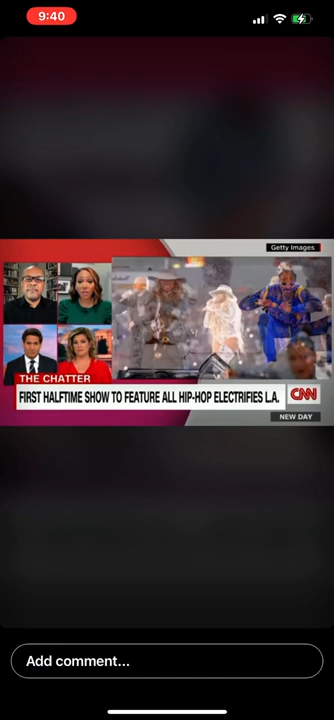 9:40
Getty Images
THE CHATTER
FIRST HALFTIME SHOW TO FEATURE ALL HIP-HOP ELECTRIFIES L.A.
CNN
NEW DAY
Add comment...